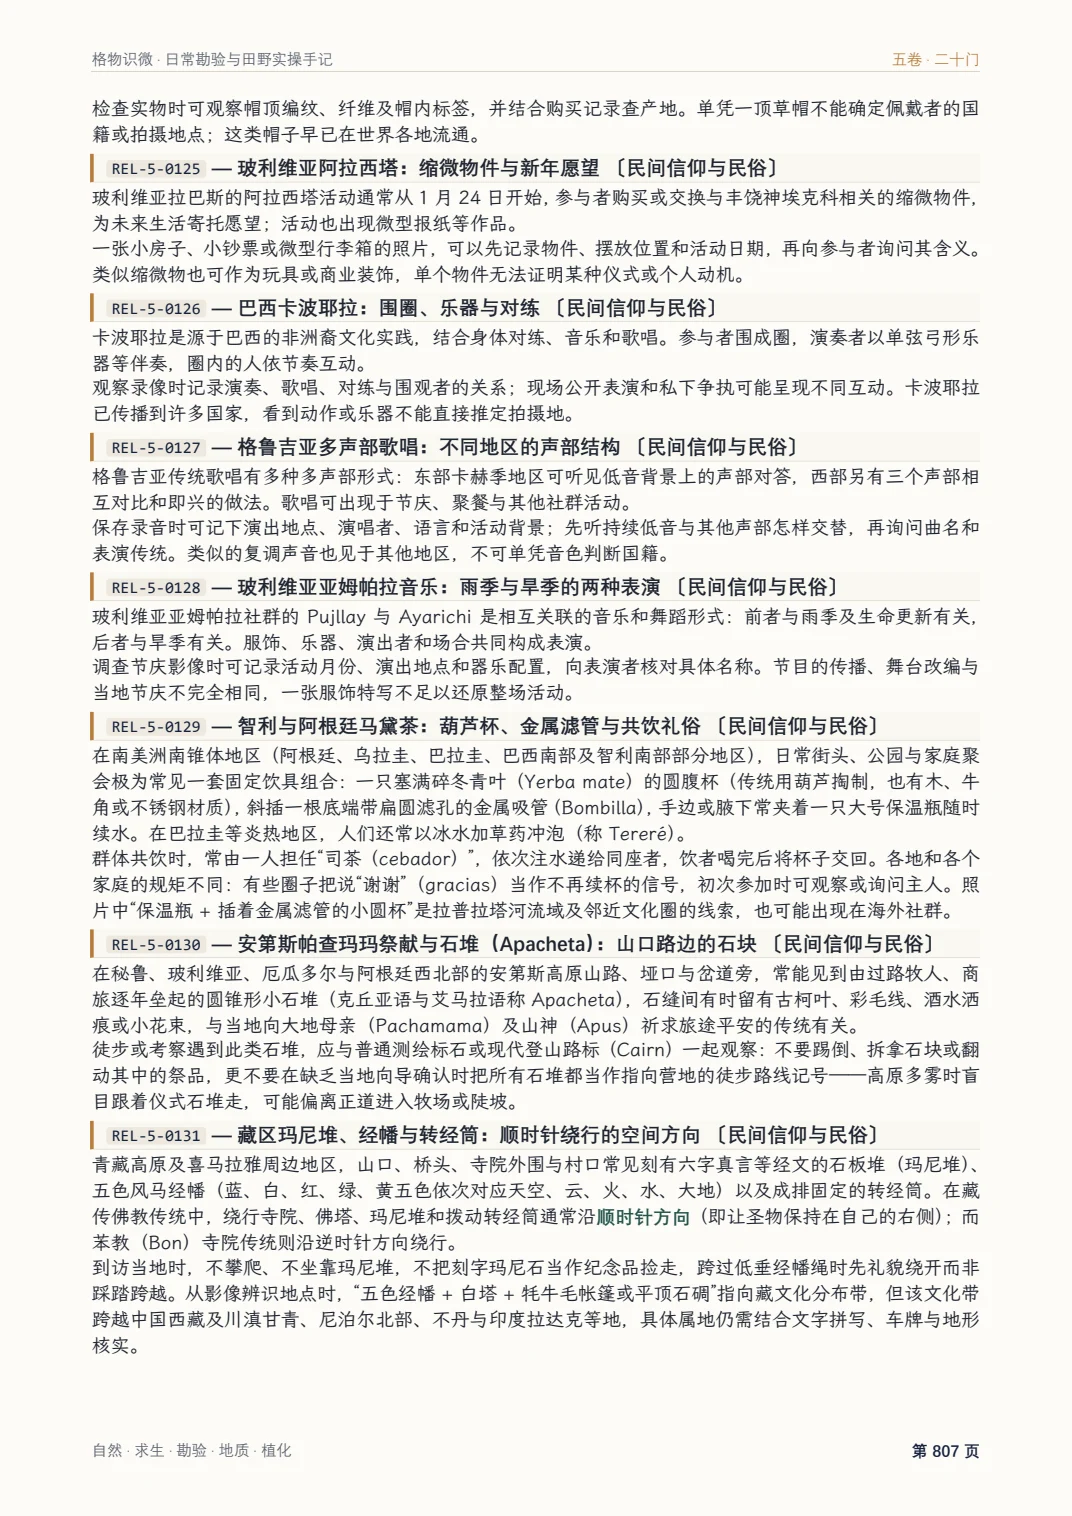 格物识微 · 日常勘验与田野实操手记
五卷 · 二十门
检查实物时可观察帽顶编纹、纤维及帽内标签，并结合购买记录查产地。单凭一顶草帽不能确定佩戴者的国
籍或拍摄地点；这类帽子早已在世界各地流通。
REL-5-0125 — 玻利维亚阿拉西塔：缩微物件与新年愿望 〔民间信仰与民俗〕
玻利维亚拉巴斯的阿拉西塔活动通常从 1 月 24 日开始，参与者购买或交换与丰饶神埃克科相关的缩微物件，
为未来生活寄托愿望；活动也出现微型报纸等作品。
一张小房子、小钞票或微型行李箱的照片，可以先记录物件、摆放位置和活动日期，再向参与者询问其含义。
类似缩微物也可作为玩具或商业装饰，单个物件无法证明某种仪式或个人动机。
REL-5-0126 — 巴西卡波耶拉：围圈、乐器与对练 〔民间信仰与民俗〕
卡波耶拉是源于巴西的非洲裔文化实践，结合身体对练、音乐和歌唱。参与者围成圈，演奏者以单弦弓形乐
器等伴奏，圈内的人依节奏互动。
观察录像时记录演奏、歌唱、对练与围观者的关系；现场公开表演和私下争执可能呈现不同互动。卡波耶拉
已传播到许多国家，看到动作或乐器不能直接推定拍摄地。
REL-5-0127 — 格鲁吉亚多声部歌唱：不同地区的声部结构 〔民间信仰与民俗〕
格鲁吉亚传统歌唱有多种多声部形式：东部卡赫季地区可听见低音背景上的声部对答，西部另有三个声部相
互对比和即兴的做法。歌唱可出现于节庆、聚餐与其他社群活动。
保存录音时可记下演出地点、演唱者、语言和活动背景；先听持续低音与其他声部怎样交替，再询问曲名和
表演传统。类似的复调声音也见于其他地区，不可单凭音色判断国籍。
REL-5-0128 — 玻利维亚亚姆帕拉音乐：雨季与旱季的两种表演 〔民间信仰与民俗〕
玻利维亚亚姆帕拉社群的 Pujllay 与 Ayarichi 是相互关联的音乐和舞蹈形式：前者与雨季及生命更新有关，
后者与旱季有关。服饰、乐器、演出者和场合共同构成表演。
调查节庆影像时可记录活动月份、演出地点和器乐配置，向表演者核对具体名称。节目的传播、舞台改编与
当地节庆不完全相同，一张服饰特写不足以还原整场活动。
REL-5-0129 — 智利与阿根廷马黛茶：葫芦杯、金属滤管与共饮礼俗 〔民间信仰与民俗〕
在南美洲南锥体地区（阿根廷、乌拉圭、巴拉圭、巴西南部及智利南部部分地区），日常街头、公园与家庭聚
会极为常见一套固定饮具组合：一只塞满碎冬青叶（Yerba mate）的圆腹杯（传统用葫芦掏制，也有木、牛
角或不锈钢材质），斜插一根底端带扁圆滤孔的金属吸管（Bombilla），手边或腋下常夹着一只大号保温瓶随时
续水。在巴拉圭等炎热地区，人们还常以冰水加草药冲泡（称 Tereré）。
群体共饮时，常由一人担任“司茶（cebador）”，依次注水递给同座者，饮者喝完后将杯子交回。各地和各个
家庭的规矩不同：有些圈子把说“谢谢”（gracias）当作不再续杯的信号，初次参加时可观察或询问主人。照
片中“保温瓶 + 插着金属滤管的小圆杯”是拉普拉塔河流域及邻近文化圈的线索，也可能出现在海外社群。
REL-5-0130 — 安第斯帕查玛玛祭献与石堆（Apacheta）：山口路边的石块 〔民间信仰与民俗〕
在秘鲁、玻利维亚、厄瓜多尔与阿根廷西北部的安第斯高原山路、垭口与岔道旁，常能见到由过路牧人、商
旅逐年垒起的圆锥形小石堆（克丘亚语与艾马拉语称 Apacheta），石缝间有时留有古柯叶、彩毛线、酒水洒
痕或小花束，与当地向大地母亲（Pachamama）及山神（Apus）祈求旅途平安的传统有关。
徒步或考察遇到此类石堆，应与普通测绘标石或现代登山路标（Cairn）一起观察：不要踢倒、拆拿石块或翻
动其中的祭品，更不要在缺乏当地向导确认时把所有石堆都当作指向营地的徒步路线记号——高原多雾时盲
目跟着仪式石堆走，可能偏离正道进入牧场或陡坡。
REL-5-0131 — 藏区玛尼堆、经幡与转经筒：顺时针绕行的空间方向 〔民间信仰与民俗〕
青藏高原及喜马拉雅周边地区，山口、桥头、寺院外围与村口常见刻有六字真言等经文的石板堆（玛尼堆）、
五色风马经幡（蓝、白、红、绿、黄五色依次对应天空、云、火、水、大地）以及成排固定的转经筒。在藏
传佛教传统中，绕行寺院、佛塔、玛尼堆和拨动转经筒通常沿顺时针方向（即让圣物保持在自己的右侧）；而
苯教（Bon）寺院传统则沿逆时针方向绕行。
到访当地时，不攀爬、不坐靠玛尼堆，不把刻字玛尼石当作纪念品捡走，跨过低垂经幡绳时先礼貌绕开而非
踩踏跨越。从影像辨识地点时，“五色经幡 + 白塔 + 牦牛毛帐篷或平顶石碉”指向藏文化分布带，但该文化带
跨越中国西藏及川滇甘青、尼泊尔北部、不丹与印度拉达克等地，具体属地仍需结合文字拼写、车牌与地形
核实。
自然 · 求生 · 勘验 · 地质 · 植化
第 807 页